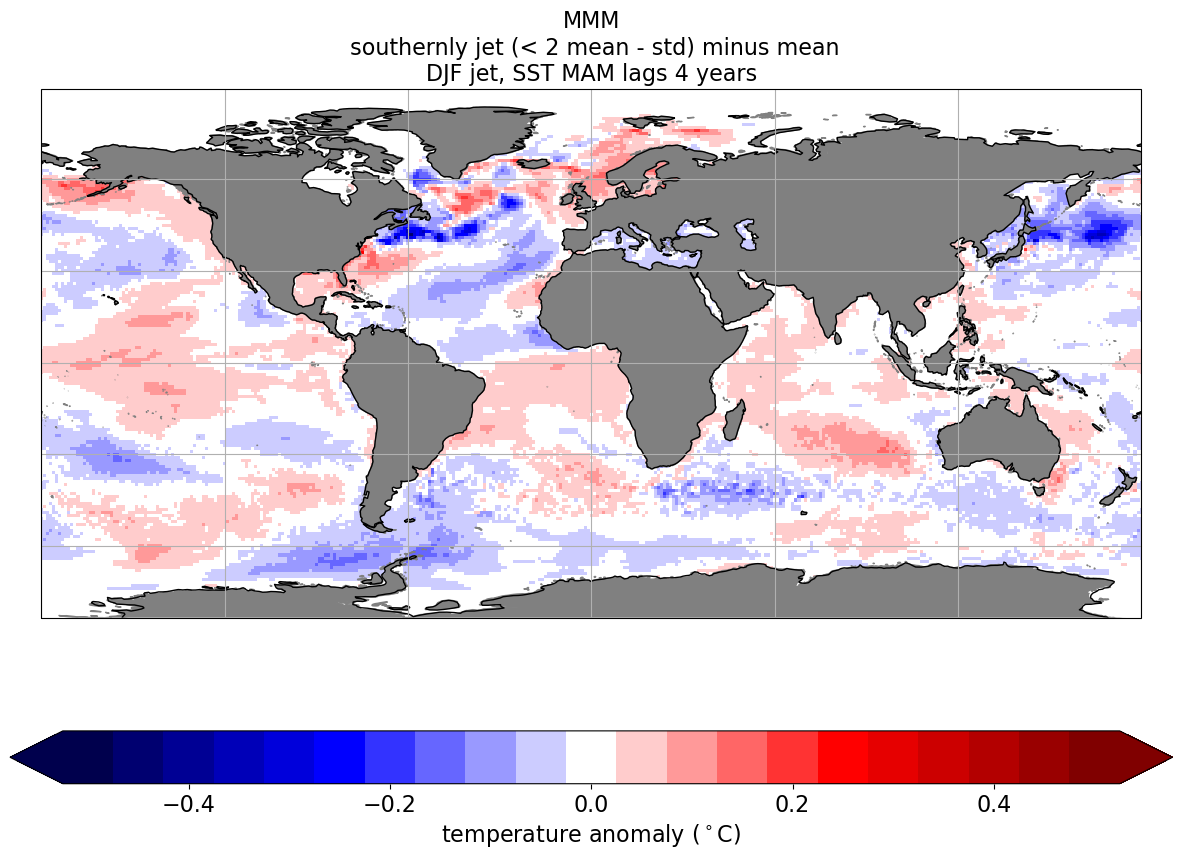 MMM
southernly jet (< 2 mean - std) minus mean
DJF jet, SST MAM lags 4 years
−0.4 −0.2 0.0 0.2 0.4
temperature anomaly (°C)